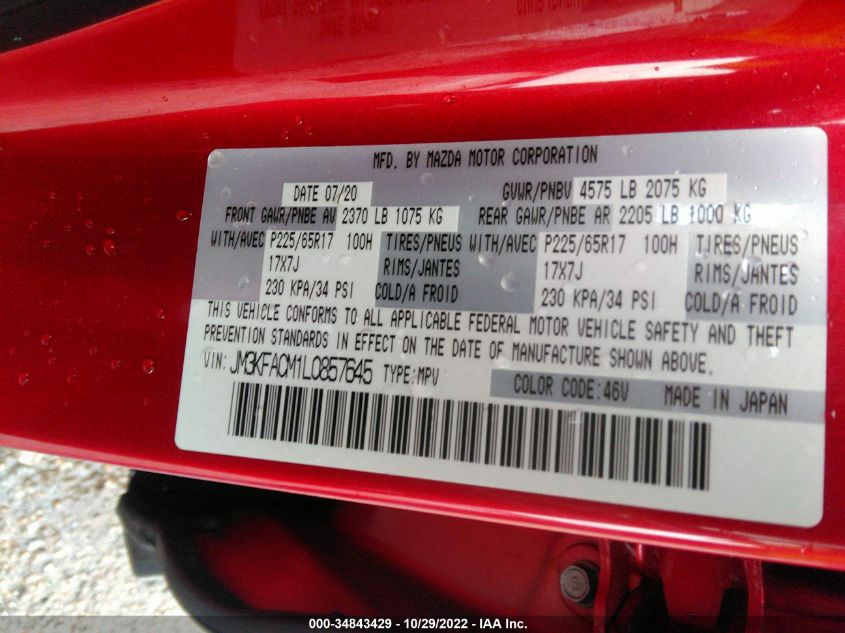 MFD. BY MAZDA MOTOR CORPORATION
DATE 07/20 GVWR/PNBV 4575 LB 2075 KG
FRONT GAWR/PNBE AV 2370 LB 1075 KG REAR GAWR/PNBE AR 2205 LB 1000 KG
WITH/AVEC P225/65R17 100H TIRES/PNEUS WITH/AVEC P225/65R17 100H TIRES/PNEUS
17X7J RIMS/JANTES 17X7J RIMS/JANTES
230 KPA/34 PSI COLD/A FROID 230 KPA/34 PSI COLD/A FROID
THIS VEHICLE CONFORMS TO ALL APPLICABLE FEDERAL MOTOR VEHICLE SAFETY AND THEFT
PREVENTION STANDARDS IN EFFECT ON THE DATE OF MANUFACTURE SHOWN ABOVE.
VIN: JM3KFACM1L0857645 TYPE:MPV COLOR CODE:46V MADE IN JAPAN
000-34843429 - 10/29/2022 - IAA Inc.